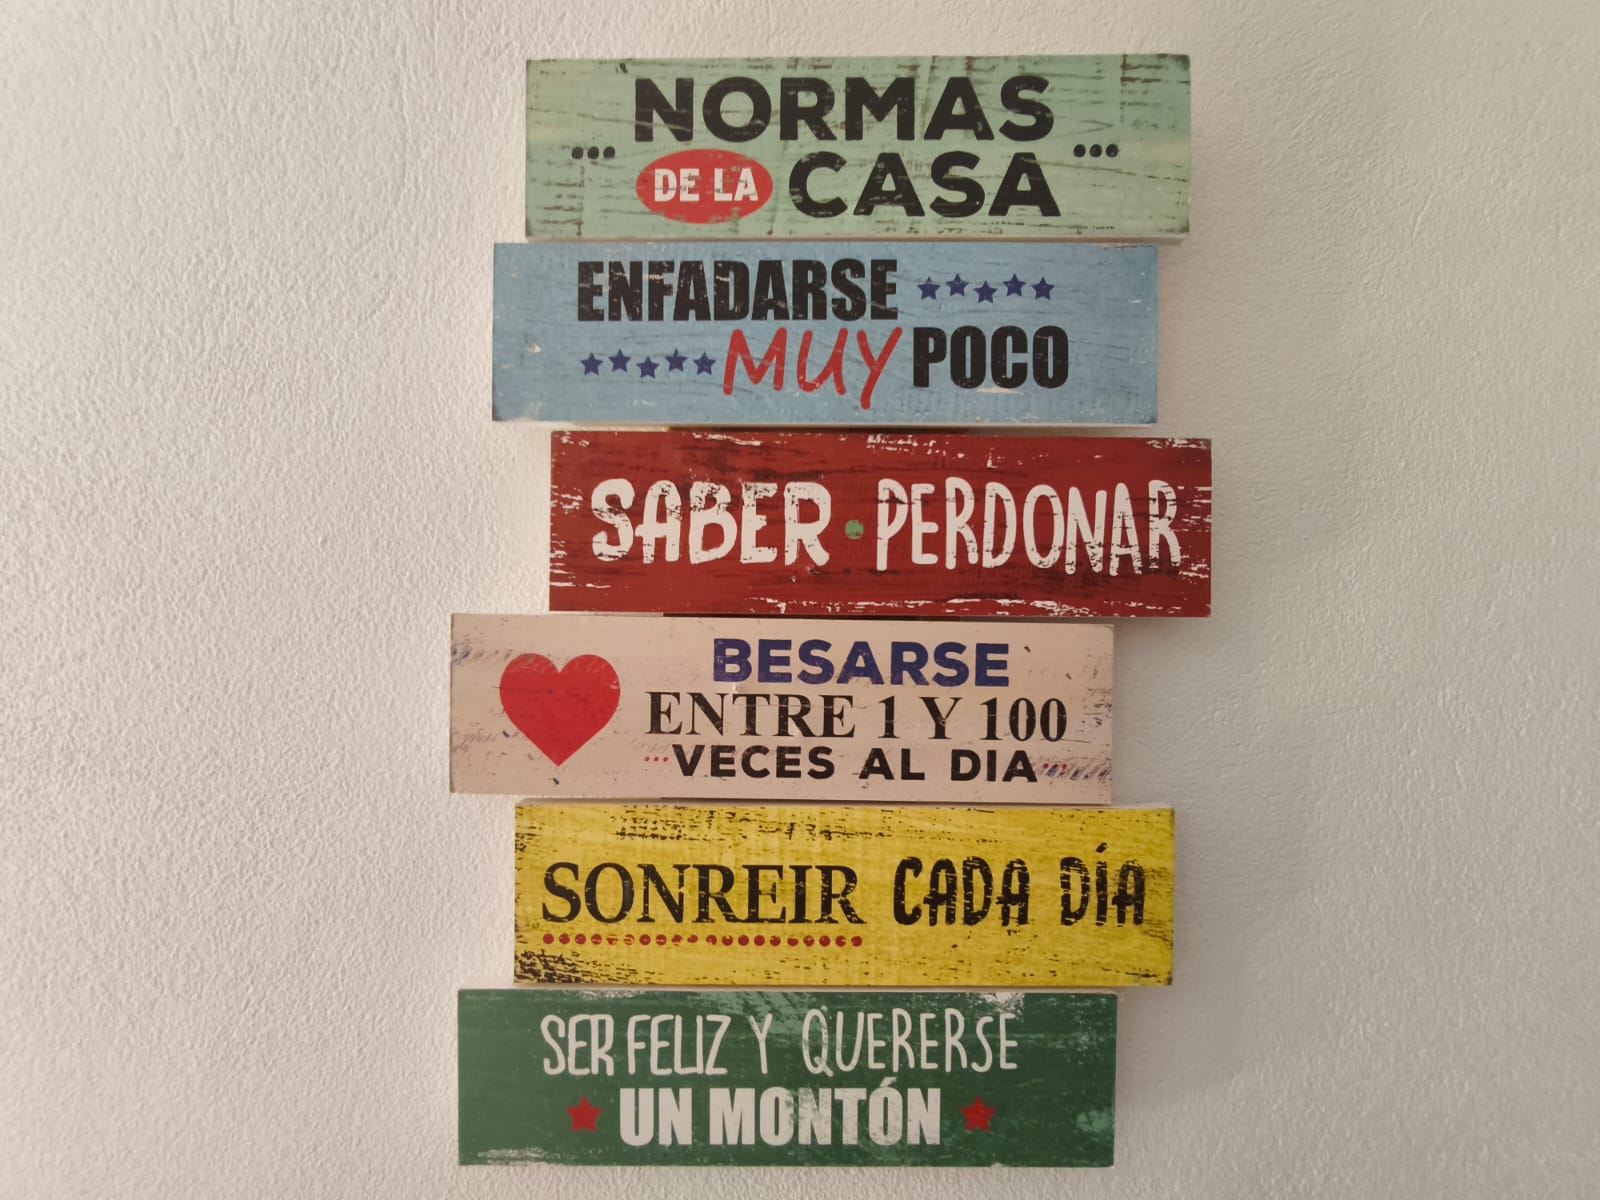 ... NORMAS ...
DE LA CASA
ENFADARSE
MUY POCO
SABER · PERDONAR
BESARSE
ENTRE 1 Y 100
...VECES AL DIA...
SONREIR CADA DÍA
SER FELIZ Y QUERERSE
UN MONTÓN